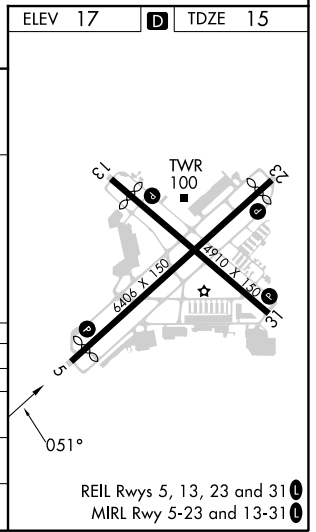 ELEV 17 D TDZE 15
13
23
TWR
100
P
P
6406 X 150
4910 X 150
P
P
31
5
051°
REIL Rwys 5, 13, 23 and 31 L
MIRL Rwy 5-23 and 13-31 L